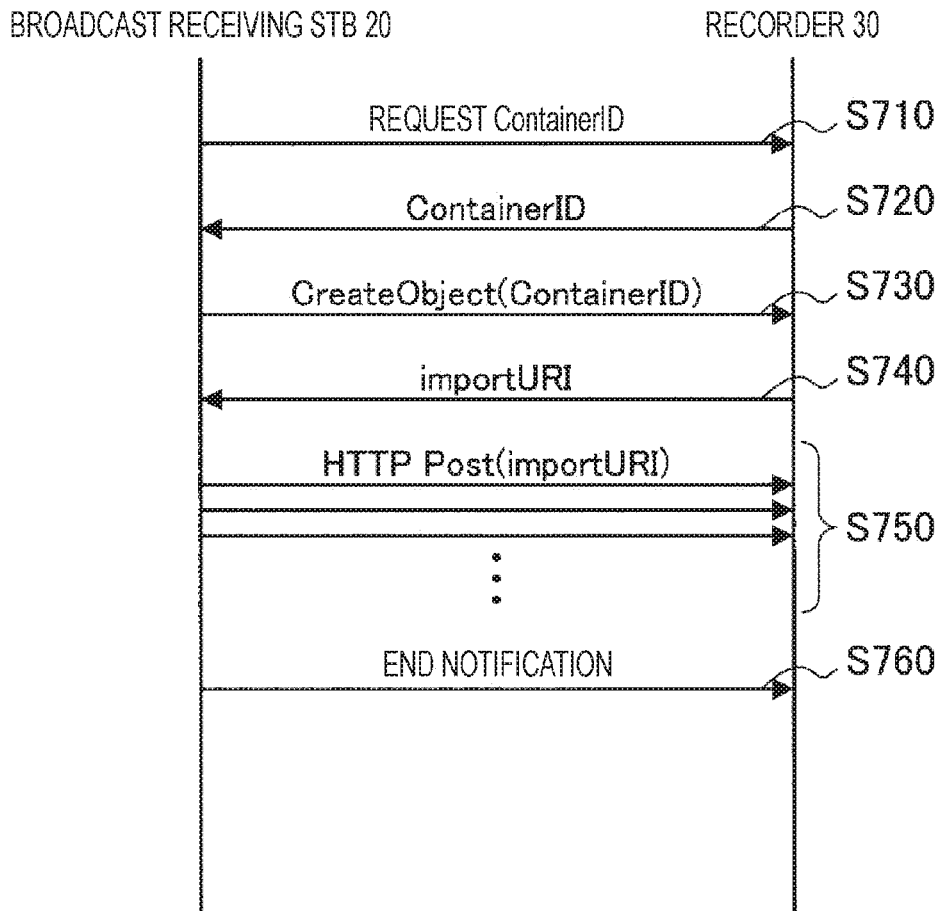 BROADCAST RECEIVING STB 20
RECORDER 30
REQUEST ContainerID
S710
ContainerID
S720
CreateObject(ContainerID)
S730
importURI
S740
HTTP Post(importURI)
S750
END NOTIFICATION
S760